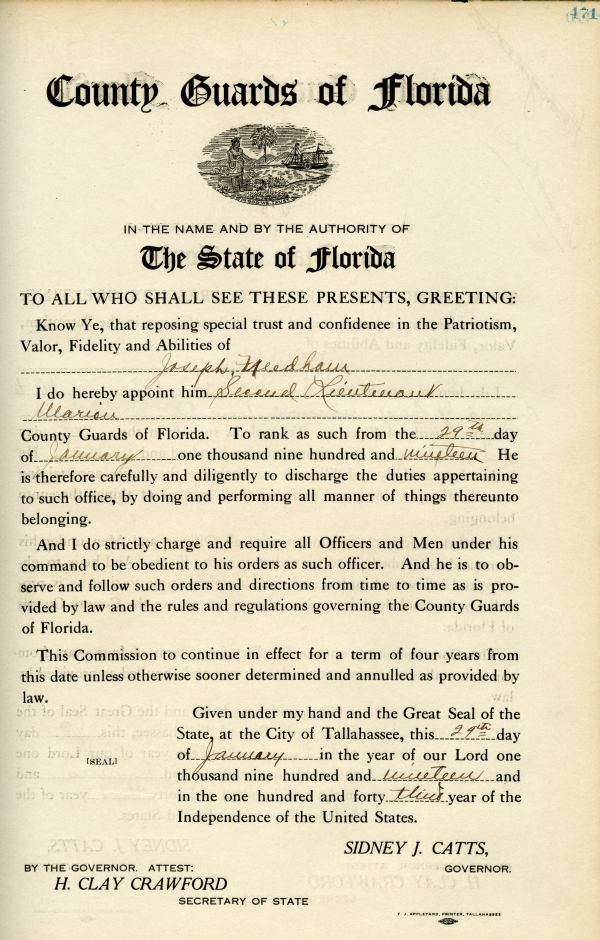 171
County Guards of Florida
IN THE NAME AND BY THE AUTHORITY OF
The State of Florida
TO ALL WHO SHALL SEE THESE PRESENTS, GREETING:
Know Ye, that reposing special trust and confidenee in the Patriotism,
Valor, Fidelity and Abilities of
Joseph Needham
I do hereby appoint him Second Lieutenant
Marion
County Guards of Florida. To rank as such from the 29th day
of January one thousand nine hundred and nineteen He
is therefore carefully and diligently to discharge the duties appertaining
to such office, by doing and performing all manner of things thereunto
belonging.
And I do strictly charge and require all Officers and Men under his
command to be obedient to his orders as such officer. And he is to ob-
serve and follow such orders and directions from time to time as is pro-
vided by law and the rules and regulations governing the County Guards
of Florida.
This Commission to continue in effect for a term of four years from
this date unless otherwise sooner determined and annulled as provided by
law.
Given under my hand and the Great Seal of the
State, at the City of Tallahassee, this 29th day
of January in the year of our Lord one
[SEAL]
thousand nine hundred and nineteen and
in the one hundred and forty third year of the
Independence of the United States.
SIDNEY J. CATTS,
GOVERNOR.
BY THE GOVERNOR. ATTEST:
H. CLAY CRAWFORD
SECRETARY OF STATE
T. J. APPLEYARD, PRINTER, TALLAHASSEE